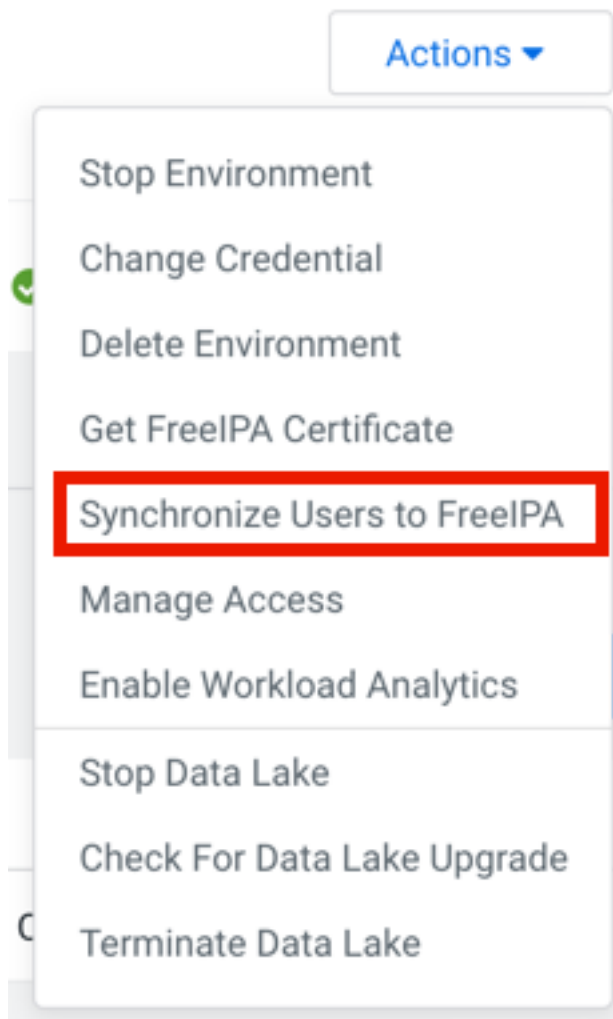 Actions
Stop Environment
Change Credential
Delete Environment
Get FreeIPA Certificate
Synchronize Users to FreeIPA
Manage Access
Enable Workload Analytics
Stop Data Lake
Check For Data Lake Upgrade
Terminate Data Lake